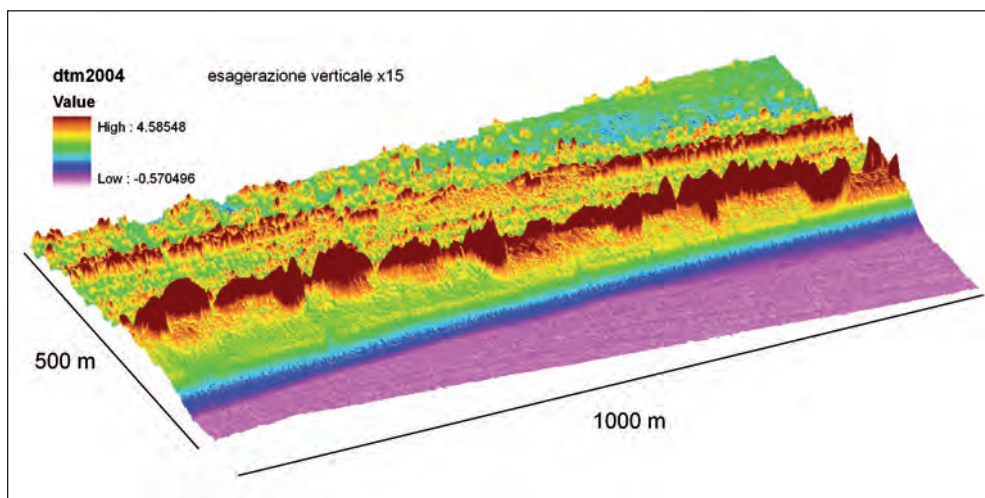 dtm2004
esagerazione verticale x15
Value
High : 4.58548
Low : -0.570496
500 m
1000 m